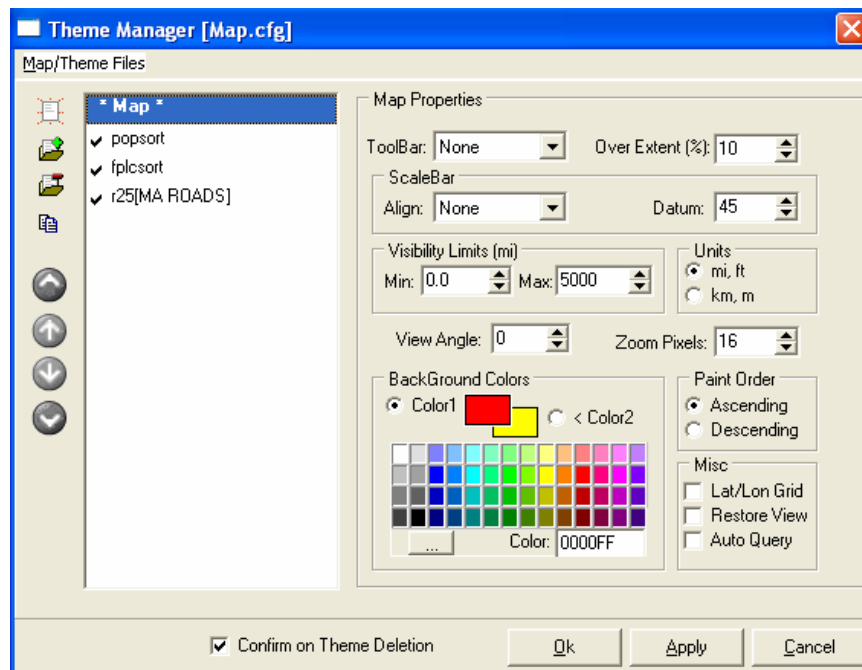 Theme Manager [Map.cfg]
Map/Theme Files
* Map *
popsort
fplcsort
r25[MA ROADS]
Map Properties
ToolBar: None Over Extent (%): 10
ScaleBar
Align: None Datum: 45
Visibility Limits (mi)
Min: 0.0 Max: 5000
Units
mi, ft
km, m
View Angle: 0 Zoom Pixels: 16
BackGround Colors
Color1 < Color2
... Color: 0000FF
Paint Order
Ascending
Descending
Misc
Lat/Lon Grid
Restore View
Auto Query
Confirm on Theme Deletion Ok Apply Cancel